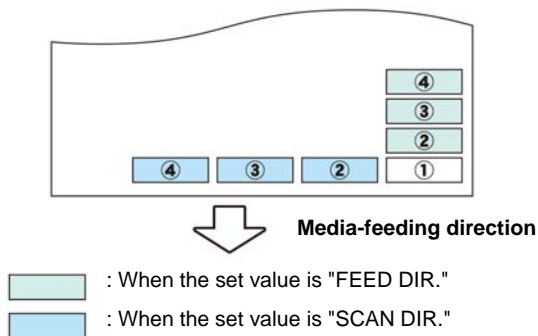 ④
③
②
④ ③ ② ①
Media-feeding direction
: When the set value is "FEED DIR."
: When the set value is "SCAN DIR."